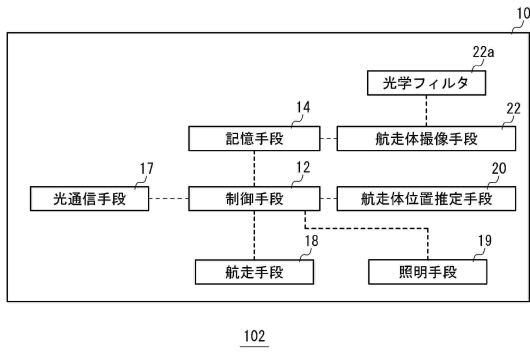 10
22a
光学フィルタ
14
22
記憶手段
航走体撮像手段
17
12
20
光通信手段
制御手段
航走体位置推定手段
18
19
航走手段
照明手段
102